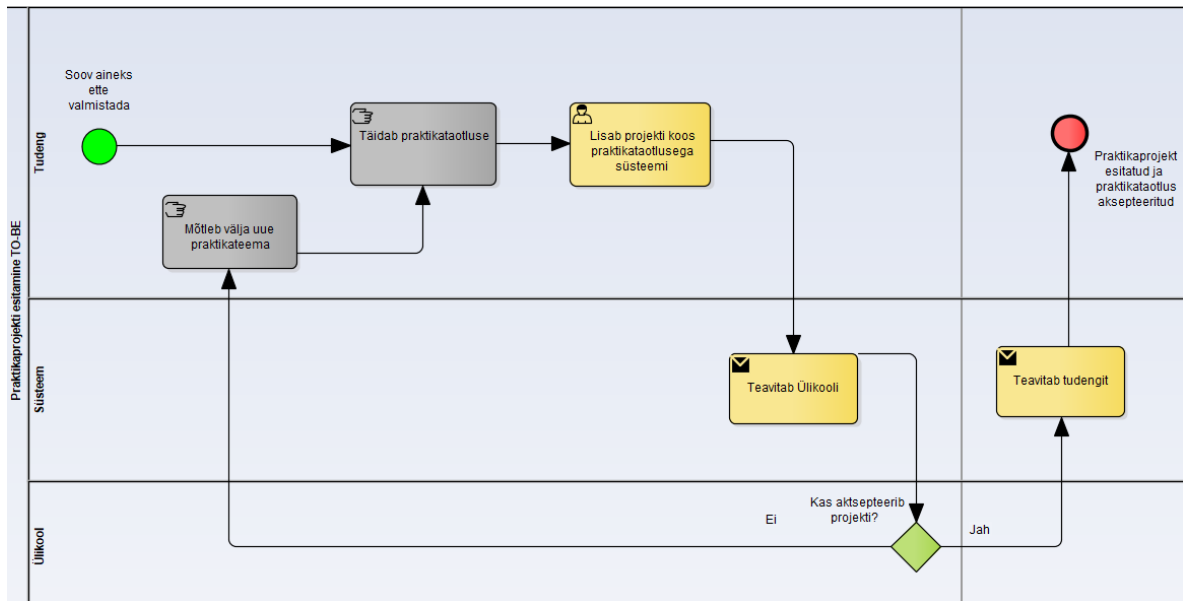 Praktikaprojekti esitamine TO-BE
Tudeng
Soov aineks
ette
valmistada
Täidab praktikataotluse
Lisab projekti koos
praktikataotlusega
süsteemi
Mõtleb välja uue
praktikateema
Praktikaprojekt
esitatud ja
praktikataotlus
aksepteeritud
Süsteem
Teavitab Ülikooli
Teavitab tudengit
Ülikool
Kas aktsepteerib
projekti?
Ei
Jah